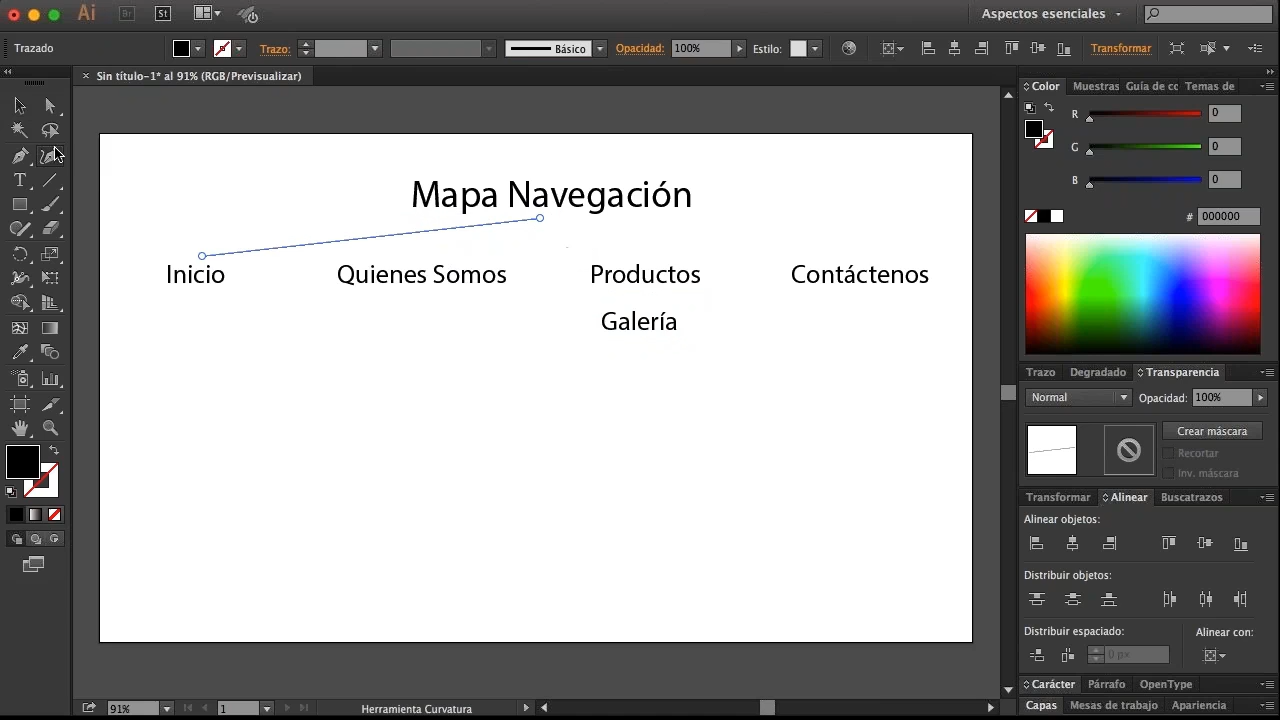 Ai Br St Aspectos esenciales
Trazado Trazo: Básico Opacidad: 100% Estilo: Transformar
× Sin título-1* al 91% (RGB/Previsualizar)
Color Muestras Guía de cc Temas de
R 0
G 0
B 0
# 000000
T
Mapa Navegación
Inicio Quienes Somos Productos Contáctenos
Galería
Trazo Degradado Transparencia
Normal Opacidad: 100%
Crear máscara
Recortar
Inv. máscara
Transformar Alinear Buscatrazos
Alinear objetos:
Distribuir objetos:
Distribuir espaciado: Alinear con:
0 px
Carácter Párrafo OpenType
Capas Mesas de trabajo Apariencia
91% 1 Herramienta Curvatura